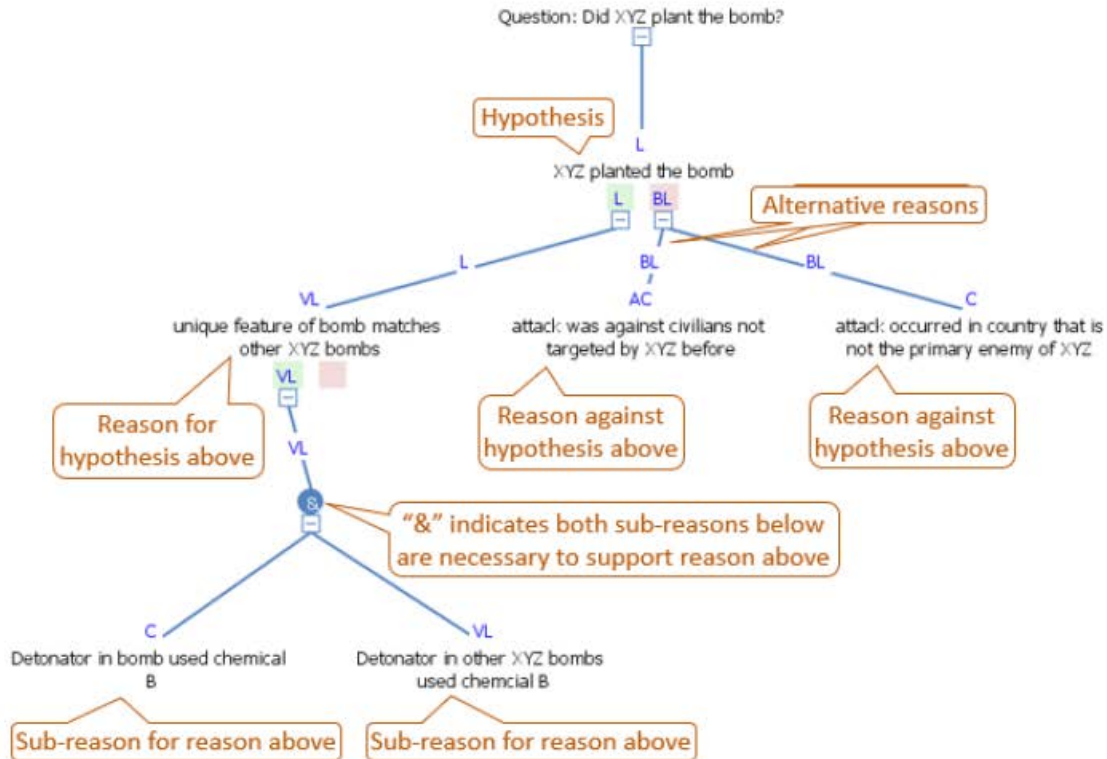 Question: Did XYZ plant the bomb?
Hypothesis
L
XYZ planted the bomb
L BL
Alternative reasons
L BL BL
VL AC C
unique feature of bomb matches
other XYZ bombs
attack was against civilians not
targeted by XYZ before
attack occurred in country that is
not the primary enemy of XYZ
VL
Reason for
hypothesis above
Reason against
hypothesis above
Reason against
hypothesis above
VL
&
"&" indicates both sub-reasons below
are necessary to support reason above
C VL
Detonator in bomb used chemical
B
Detonator in other XYZ bombs
used chemcial B
Sub-reason for reason above
Sub-reason for reason above